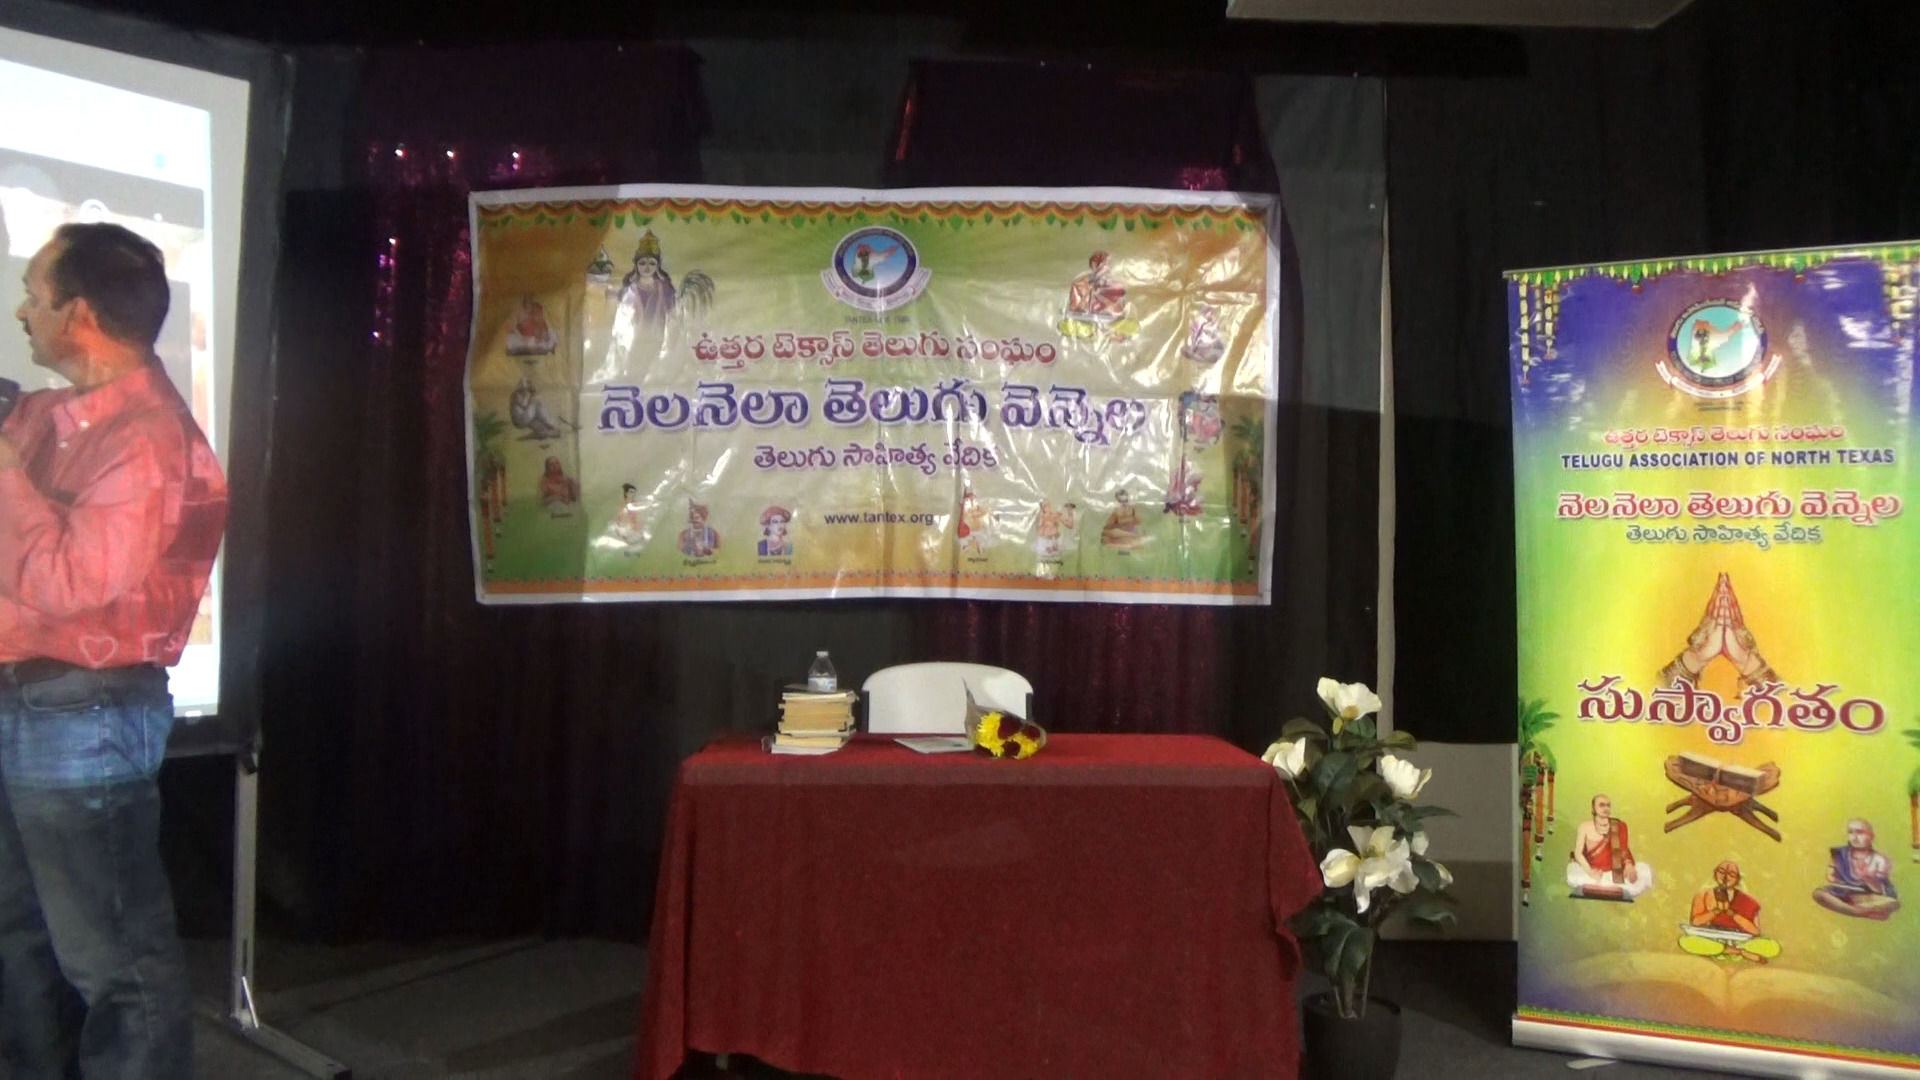 ఉత్తర టెక్సాస్ తెలుగు సంఘం
నెలనెలా తెలుగు వెన్నెల
తెలుగు సాహిత్య వేదిక
www.tantex.org
ఉత్తర టెక్సాస్ తెలుగు సంఘం
TELUGU ASSOCIATION OF NORTH TEXAS
నెలనెలా తెలుగు వెన్నెల
తెలుగు సాహిత్య వేదిక
సుస్వాగతం